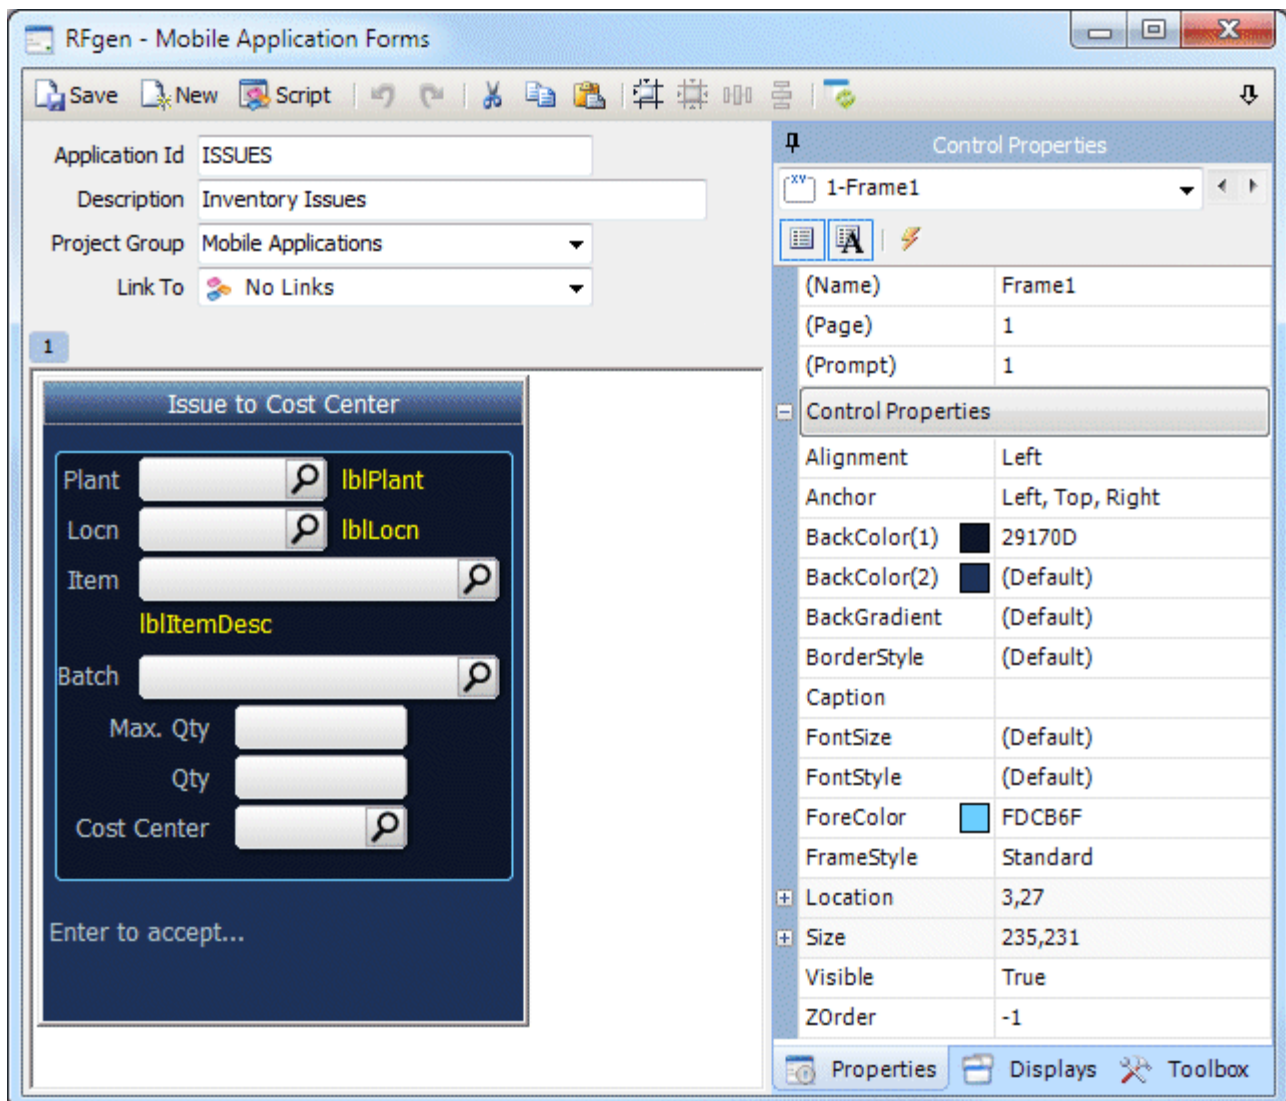 RFgen - Mobile Application Forms
Save New Script
Application Id ISSUES
Description Inventory Issues
Project Group Mobile Applications
Link To No Links
1
Issue to Cost Center
Plant lblPlant
Locn lblLocn
Item
lblItemDesc
Batch
Max. Qty
Qty
Cost Center
Enter to accept...
Control Properties
XY 1-Frame1
A
(Name) Frame1
(Page) 1
(Prompt) 1
Control Properties
Alignment Left
Anchor Left, Top, Right
BackColor(1) 29170D
BackColor(2) (Default)
BackGradient (Default)
BorderStyle (Default)
Caption
FontSize (Default)
FontStyle (Default)
ForeColor FDCB6F
FrameStyle Standard
Location 3,27
Size 235,231
Visible True
ZOrder -1
Properties Displays Toolbox